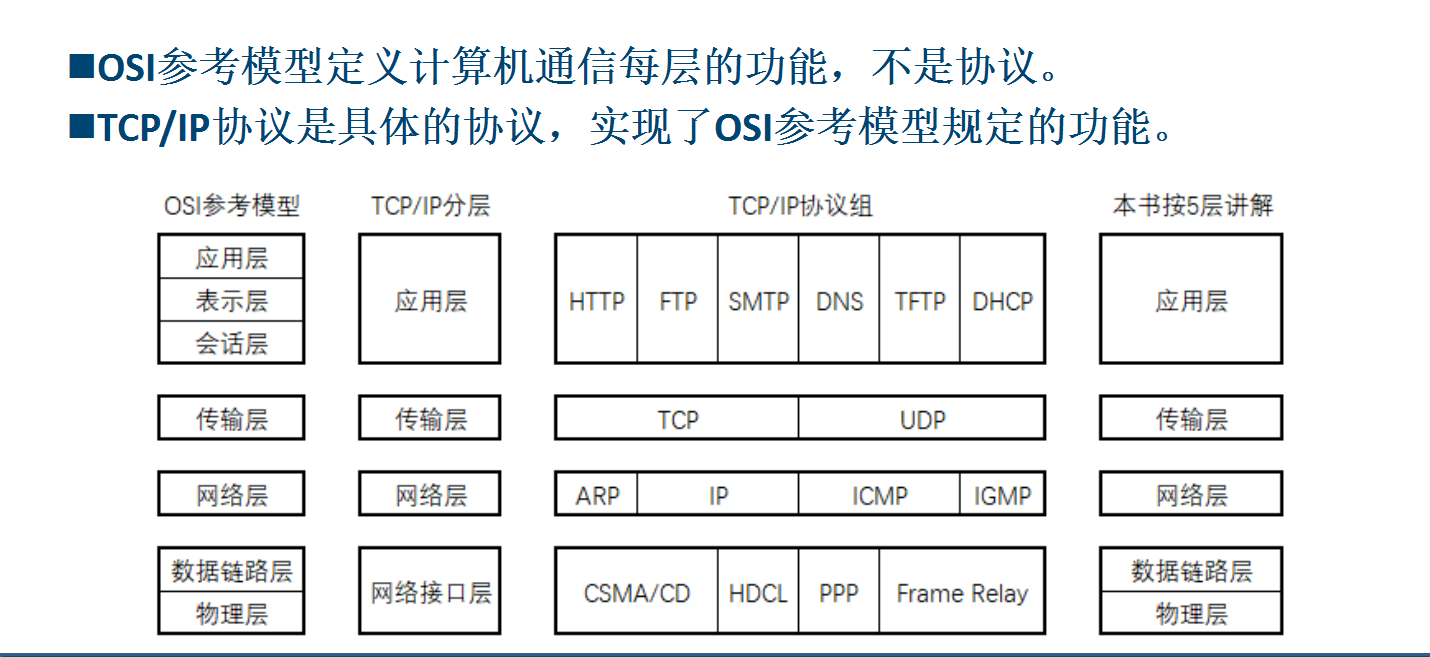 ■OSI参考模型定义计算机通信每层的功能，不是协议。
■TCP/IP协议是具体的协议，实现了OSI参考模型规定的功能。
OSI参考模型 TCP/IP分层 TCP/IP协议组 本书按5层讲解
应用层
表示层
会话层
应用层
HTTP FTP SMTP DNS TFTP DHCP
应用层
传输层 传输层 TCP UDP 传输层
网络层 网络层 ARP IP ICMP IGMP 网络层
数据链路层
物理层
网络接口层
CSMA/CD HDCL PPP Frame Relay
数据链路层
物理层